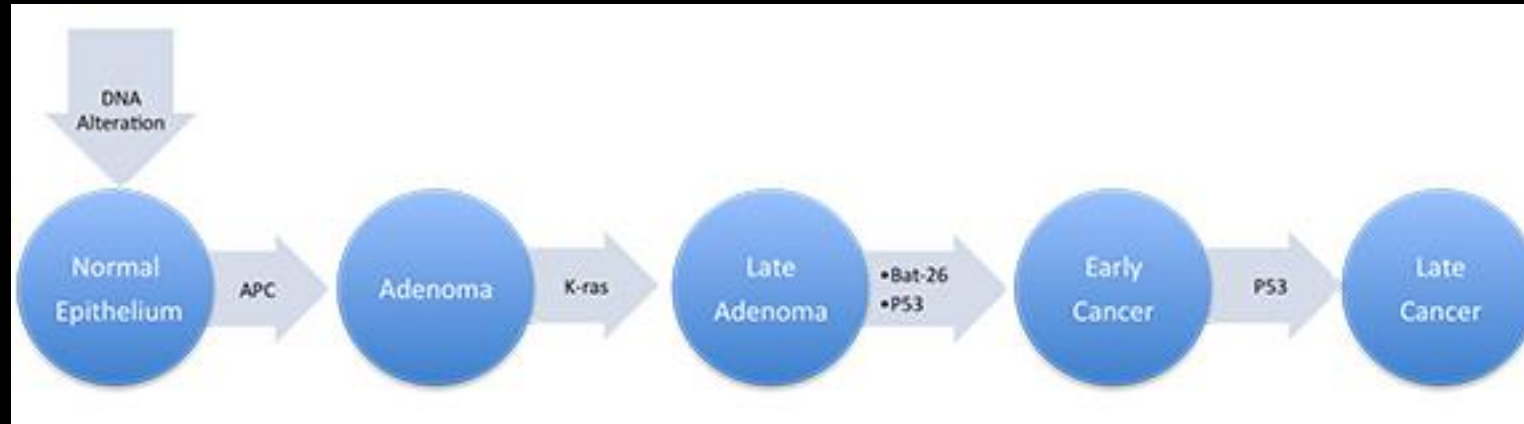 DNA
Alteration
Normal
Epithelium
APC
Adenoma
K-ras
Late
Adenoma
•Bat-26
•P53
Early
Cancer
P53
Late
Cancer